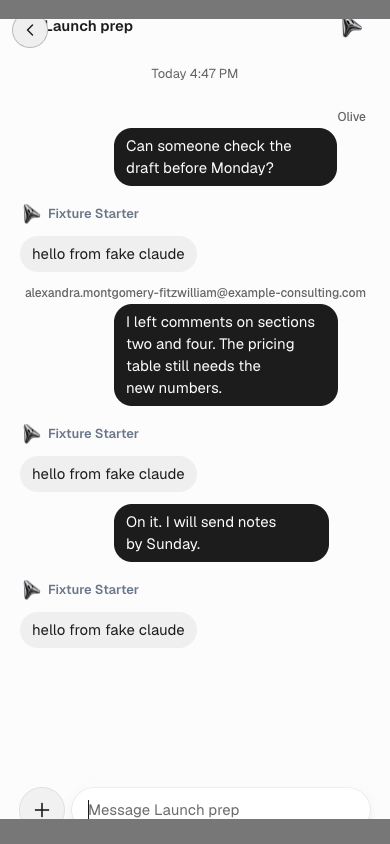 Launch prep
Today 4:47 PM
Olive
Can someone check the
draft before Monday?
Fixture Starter
hello from fake claude
alexandra.montgomery-fitzwilliam@example-consulting.com
I left comments on sections
two and four. The pricing
table still needs the
new numbers.
Fixture Starter
hello from fake claude
On it. I will send notes
by Sunday.
Fixture Starter
hello from fake claude
Message Launch prep